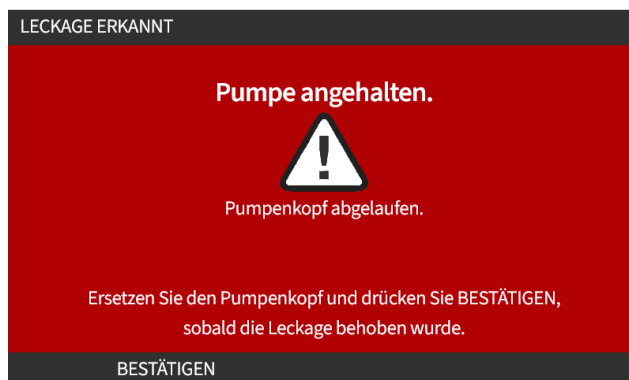 LECKAGE ERKANNT
Pumpe angehalten.
Pumpenkopf abgelaufen.
Ersetzen Sie den Pumpenkopf und drücken Sie BESTÄTIGEN,
sobald die Leckage behoben wurde.
BESTÄTIGEN